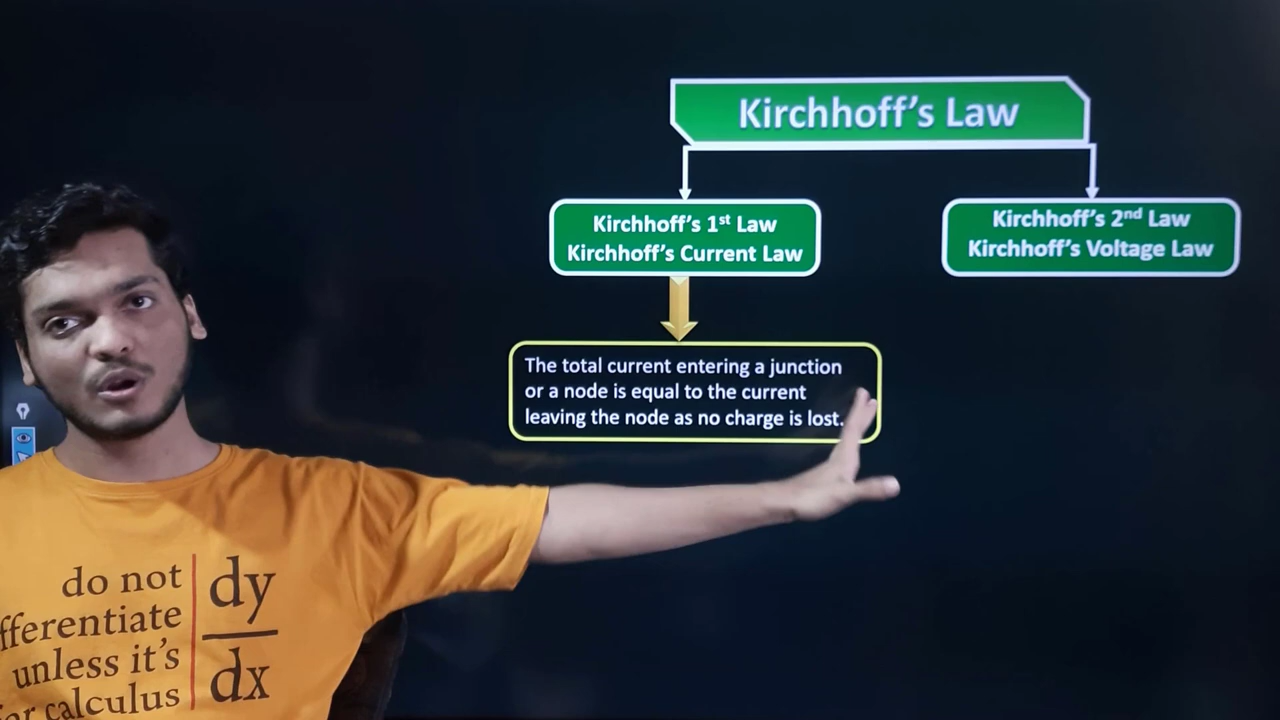 Kirchhoff's Law
Kirchhoff's 1st Law
Kirchhoff's Current Law
Kirchhoff's 2nd Law
Kirchhoff's Voltage Law
The total current entering a junction
or a node is equal to the current
leaving the node as no charge is lost.
do not
unless it's
calculus
dy
dx